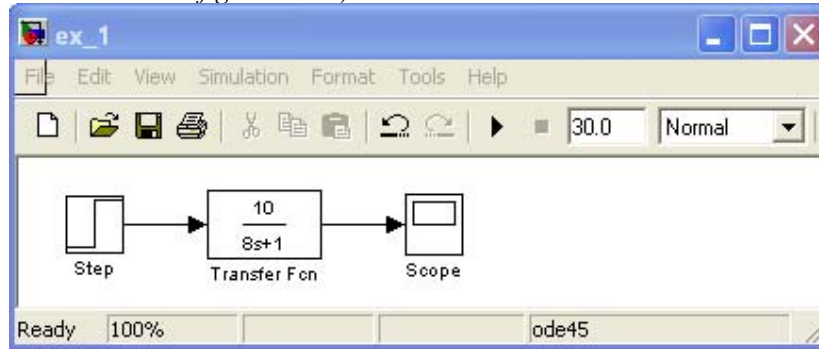 ex_1
File Edit View Simulation Format Tools Help
30.0 Normal
10
8s+1
Step Transfer Fcn Scope
Ready 100% ode45